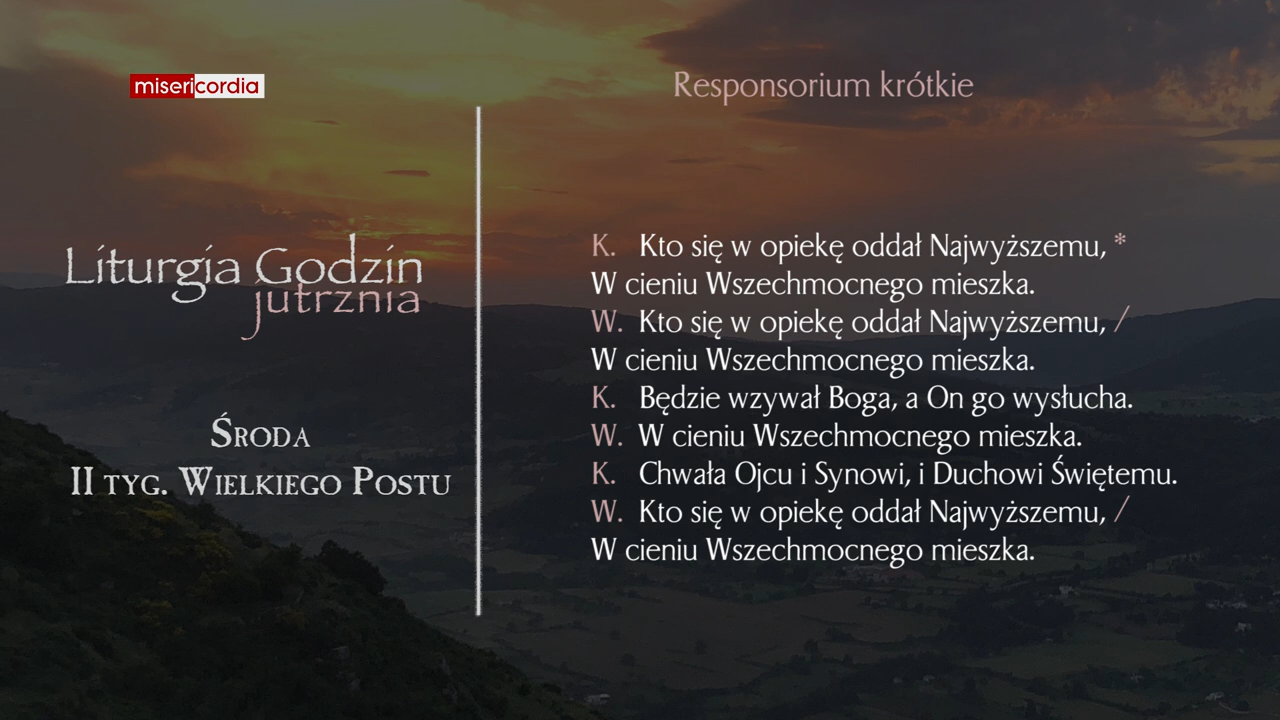 misericordia
Liturgia Godzin
jutrznia
Środa
II tyg. Wielkiego Postu
Responsorium krótkie
K. Kto się w opiekę oddał Najwyższemu, *
W cieniu Wszechmocnego mieszka.
W. Kto się w opiekę oddał Najwyższemu, /
W cieniu Wszechmocnego mieszka.
K. Będzie wzywał Boga, a On go wysłucha.
W. W cieniu Wszechmocnego mieszka.
K. Chwała Ojcu i Synowi, i Duchowi Świętemu.
W. Kto się w opiekę oddał Najwyższemu, /
W cieniu Wszechmocnego mieszka.